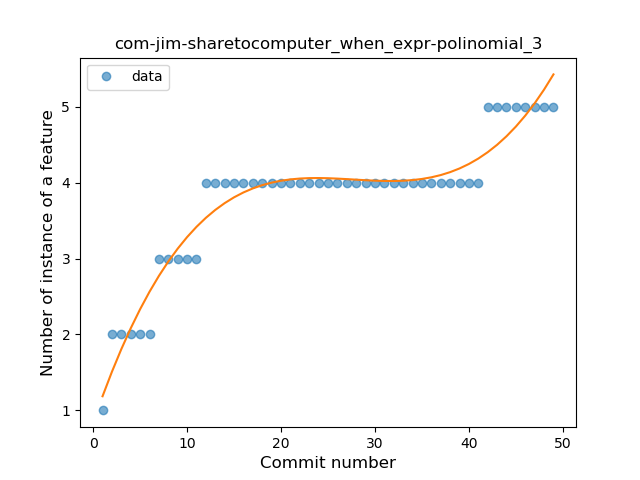 com-jim-sharetocomputer_when_expr-polinomial_3
data
Number of instance of a feature
5
4
3
2
1
0 10 20 30 40 50
Commit number